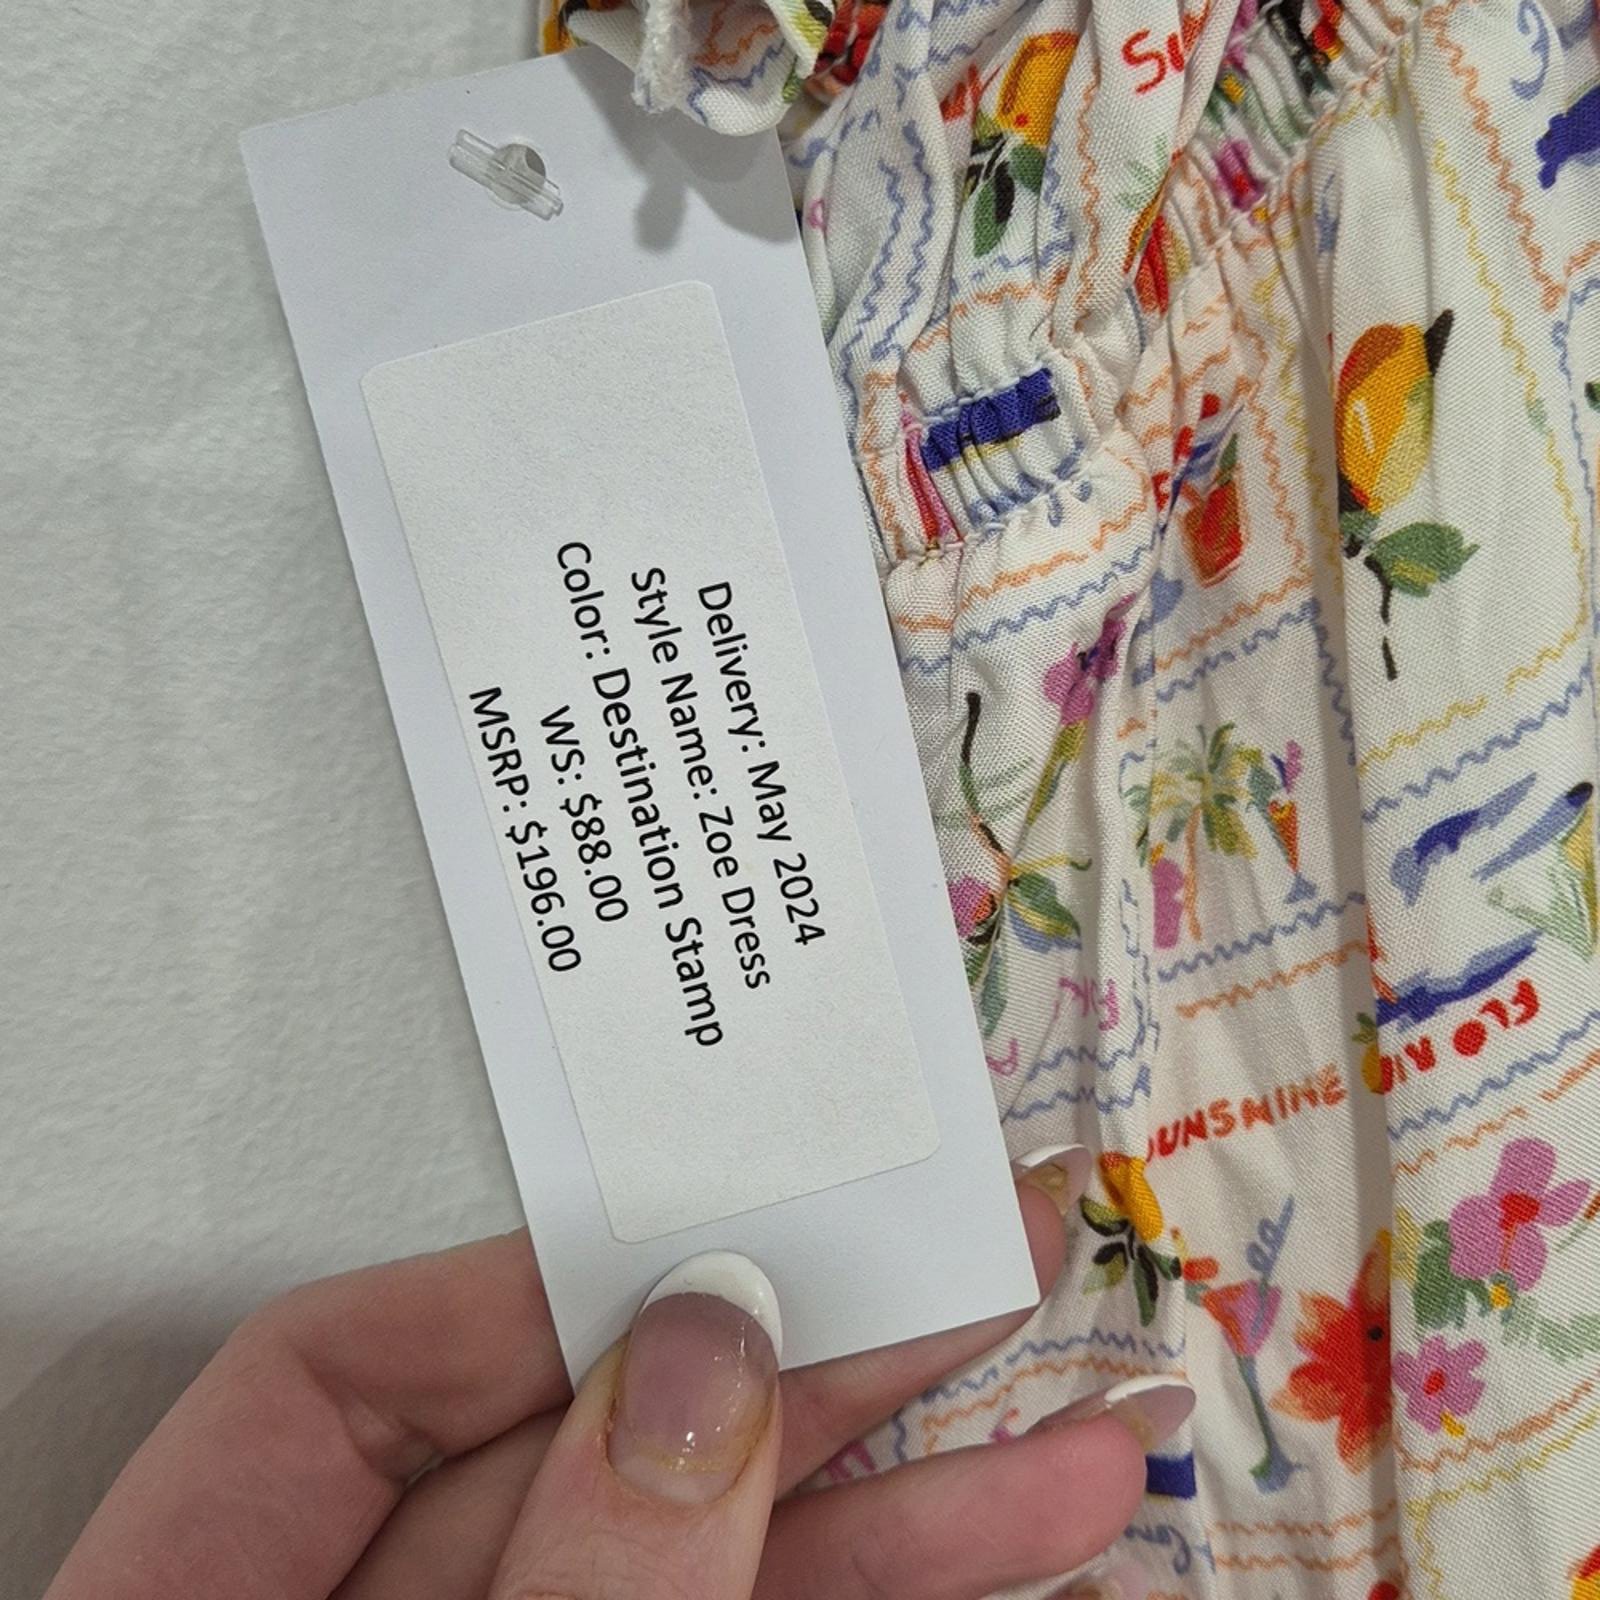 Delivery: May 2024
Style Name: Zoe Dress
Color: Destination Stamp
WS: $88.00
MSRP: $196.00
SUNSHINE